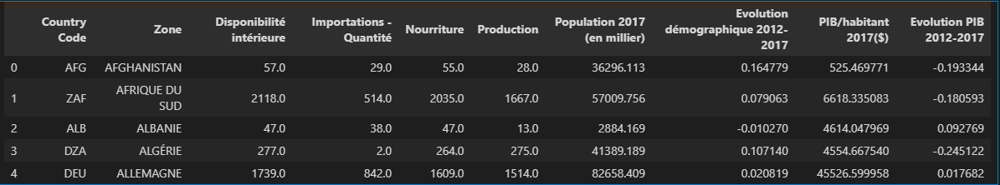 Country Code Zone Disponibilité intérieure Importations - Quantité Nourriture Production Population 2017 (en millier) Evolution démographique 2012-2017 PIB/habitant 2017($) Evolution PIB 2012-2017
0 AFG AFGHANISTAN 57.0 29.0 55.0 28.0 36296.113 0.164779 525.469771 -0.193344
1 ZAF AFRIQUE DU SUD 2118.0 514.0 2035.0 1667.0 57009.756 0.079063 6618.335083 -0.180593
2 ALB ALBANIE 47.0 38.0 47.0 13.0 2884.169 -0.010270 4614.047969 0.092769
3 DZA ALGÉRIE 277.0 2.0 264.0 275.0 41389.189 0.107140 4554.667540 -0.245122
4 DEU ALLEMAGNE 1739.0 842.0 1609.0 1514.0 82658.409 0.020819 45526.599958 0.017682